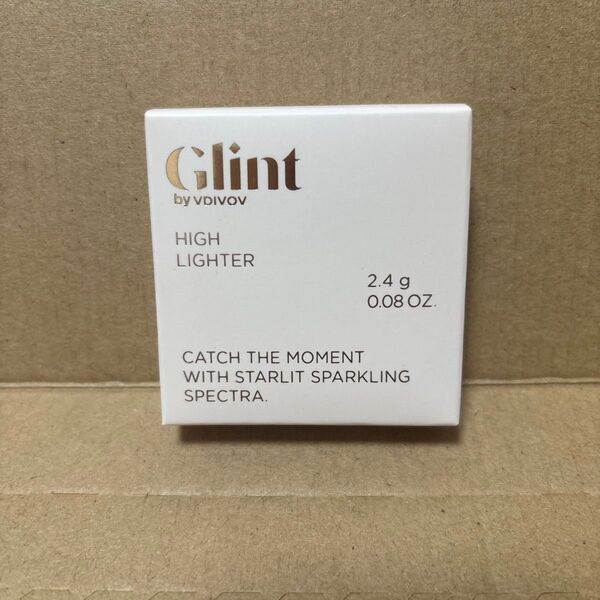 Glint
by VDIVOV
HIGH
LIGHTER
2.4 g
0.08 OZ.
CATCH THE MOMENT
WITH STARLIT SPARKLING
SPECTRA.